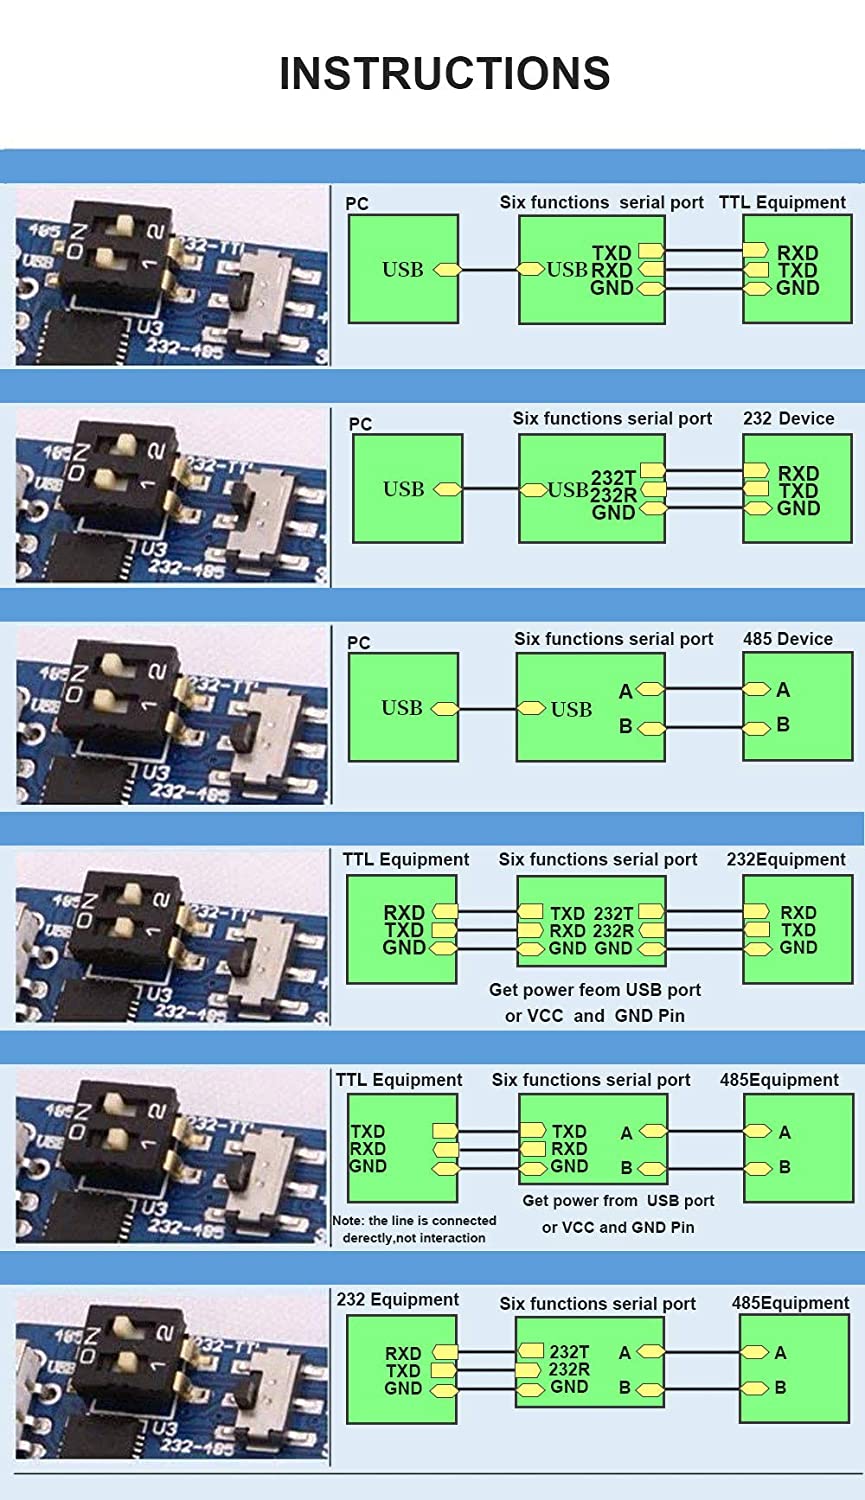 INSTRUCTIONS
485 ON 2 232-TTL
USB 1
U3
232-485
PC Six functions serial port TTL Equipment
USB USB TXD RXD
RXD TXD
GND GND
485 ON 2 232-TT
USB 1
U3
232-485
PC Six functions serial port 232 Device
USB USB 232T RXD
232R TXD
GND GND
485 ON 2 232-TT
USB 1
U3
232-485
PC Six functions serial port 485 Device
USB USB A A
B B
485 ON 2 232-TT
USB 1
U3
232-485
TTL Equipment Six functions serial port 232Equipment
RXD TXD 232T RXD
TXD RXD 232R TXD
GND GND GND GND
Get power feom USB port
or VCC and GND Pin
485 ON 2 232-TT
USB 1
U3
232-485
TTL Equipment Six functions serial port 485Equipment
TXD TXD A A
RXD RXD
GND GND B B
Get power from USB port
or VCC and GND Pin
Note: the line is connected
derectly,not interaction
485 ON 2 232-TT
USB 1
U3
232-485
232 Equipment Six functions serial port 485Equipment
RXD 232T A A
TXD 232R
GND GND B B